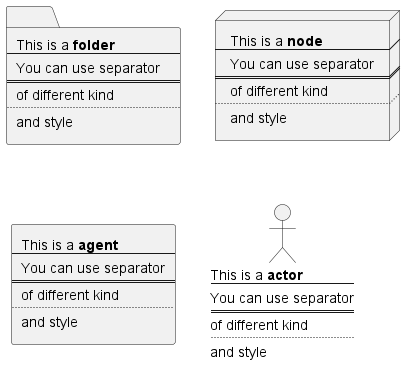 This is a folder
You can use separator
of different kind
and style
This is a node
You can use separator
of different kind
and style
This is a agent
You can use separator
of different kind
and style
This is a actor
You can use separator
of different kind
and style